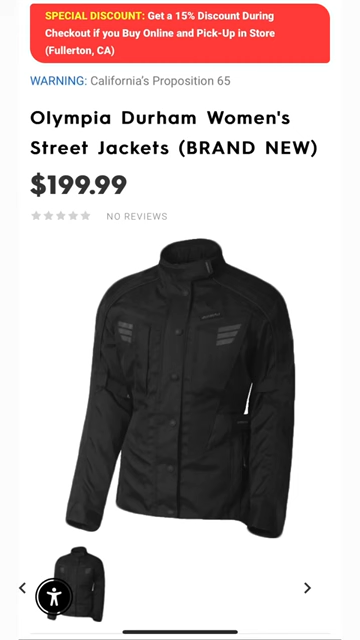 SPECIAL DISCOUNT: Get a 15% Discount During
Checkout if you Buy Online and Pick-Up in Store
(Fullerton, CA)
WARNING: California's Proposition 65
Olympia Durham Women's
Street Jackets (BRAND NEW)
$199.99
NO REVIEWS